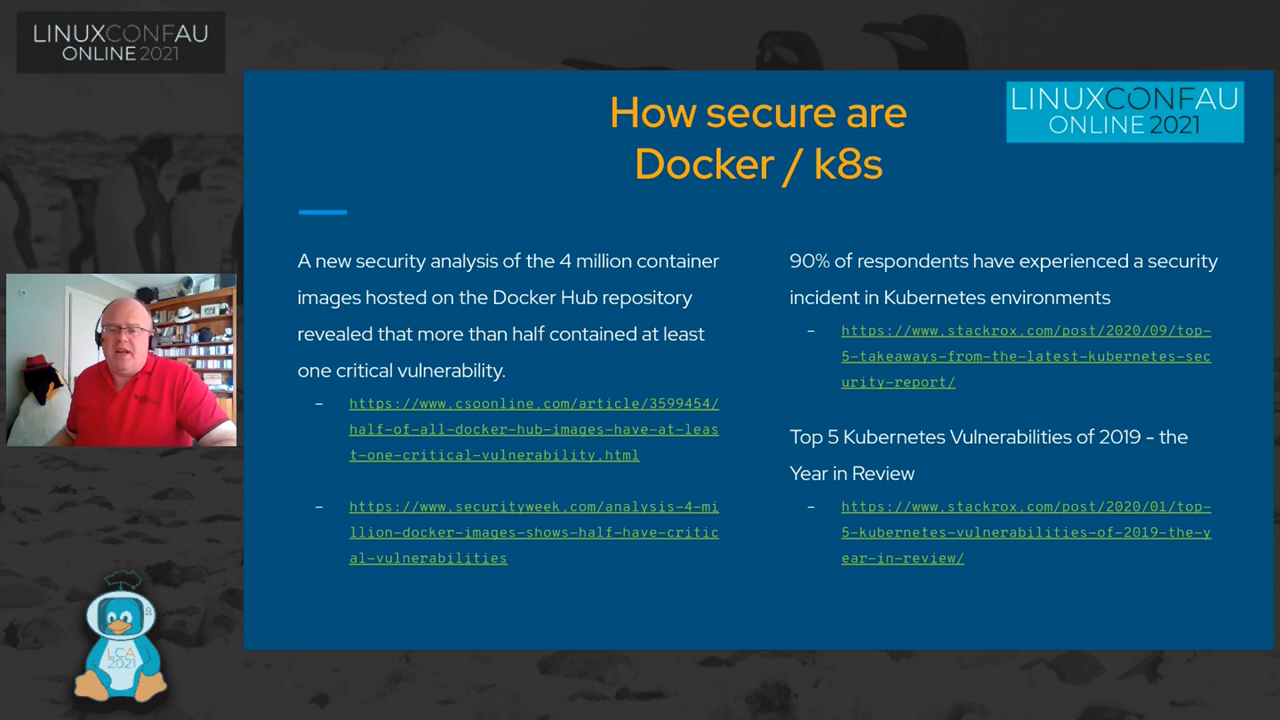 LINUXCONFAU
ONLINE 2021
How secure are
Docker / k8s
LINUXCONFAU
ONLINE 2021
A new security analysis of the 4 million container
images hosted on the Docker Hub repository
revealed that more than half contained at least
one critical vulnerability.
– https://www.csoonline.com/article/3599454/
half-of-all-docker-hub-images-have-at-leas
t-one-critical-vulnerability.html
– https://www.securityweek.com/analysis-4-mi
llion-docker-images-shows-half-have-critic
al-vulnerabilities
90% of respondents have experienced a security
incident in Kubernetes environments
– https://www.stackrox.com/post/2020/09/top-
5-takeaways-from-the-latest-kubernetes-sec
urity-report/
Top 5 Kubernetes Vulnerabilities of 2019 - the
Year in Review
– https://www.stackrox.com/post/2020/01/top-
5-kubernetes-vulnerabilities-of-2019-the-y
ear-in-review/
LCA
2021